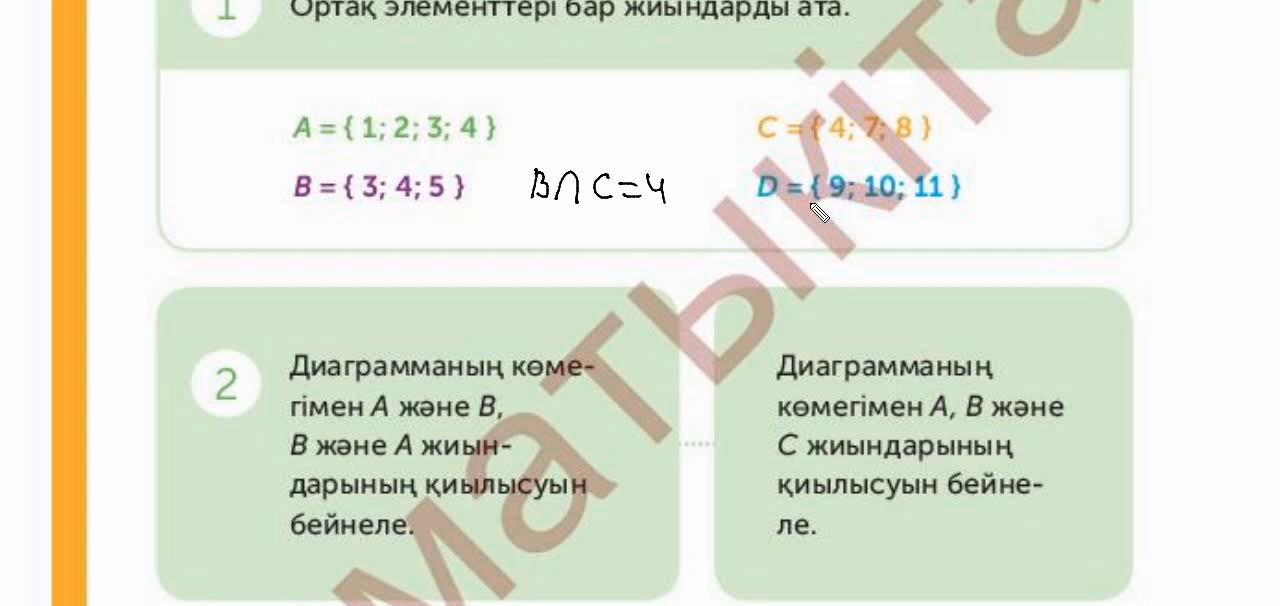 1 Ортақ элементтері бар жиындарды ата.
A = { 1; 2; 3; 4 }
C = { 4; 7; 8 }
B = { 3; 4; 5 }
B∩C=4
D = { 9; 10; 11 }
2
Диаграмманың көме-
гімен A және B,
B және A жиын-
дарының қиылысуын
бейнеле.
Диаграмманың
көмегімен A, B және
C жиындарының
қиылысуын бейне-
ле.